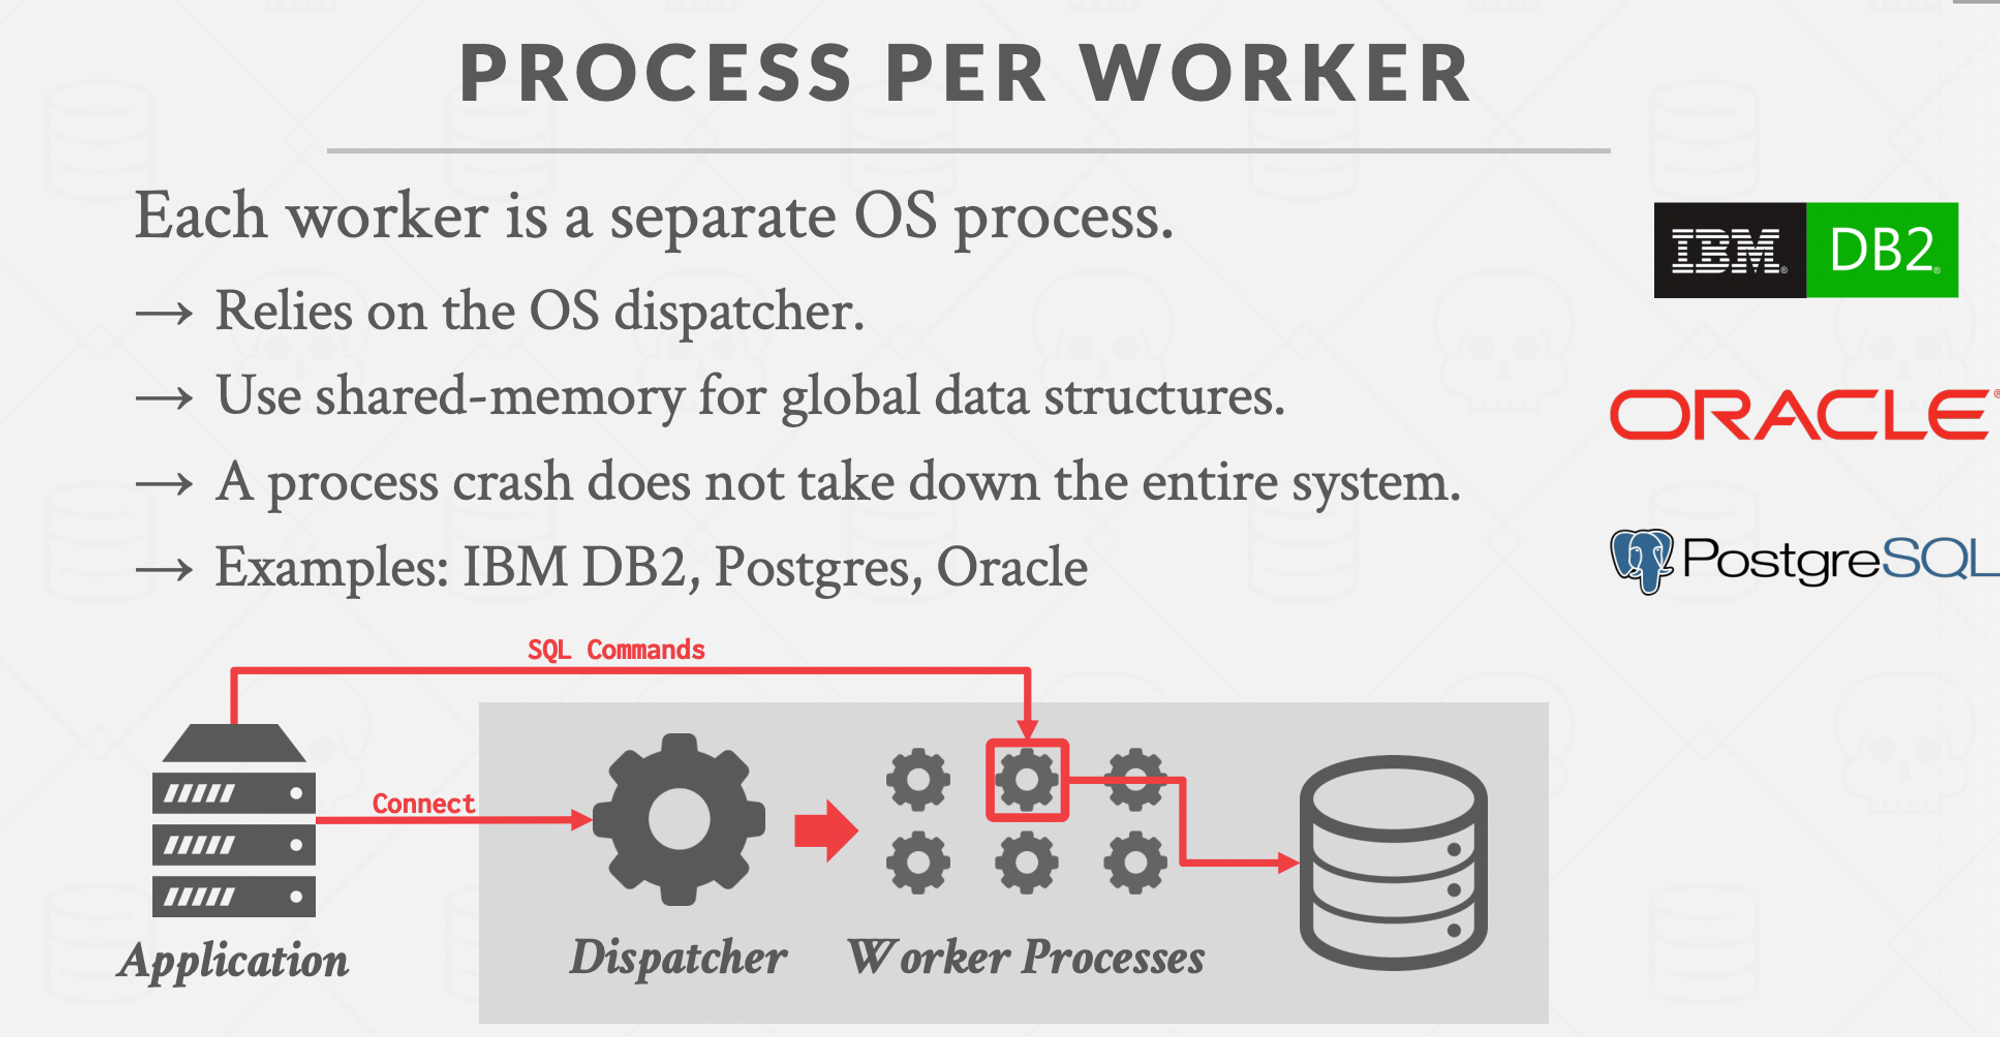 PROCESS PER WORKER
Each worker is a separate OS process.
→ Relies on the OS dispatcher.
→ Use shared-memory for global data structures.
→ A process crash does not take down the entire system.
→ Examples: IBM DB2, Postgres, Oracle
IBM® DB2®
ORACLE®
PostgreSQL
SQL Commands
Connect
Application
Dispatcher
Worker Processes